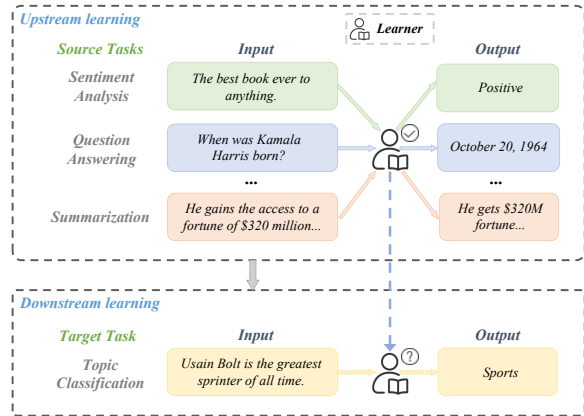 Upstream learning
Learner
Source Tasks
Input
Output
Sentiment
Analysis
The best book ever to
anything.
Positive
Question
Answering
When was Kamala
Harris born?
October 20, 1964
...
...
Summarization
He gains the access to a
fortune of $320 million...
He gets $320M
fortune...
Downstream learning
Target Task
Input
Output
Topic
Classification
Usain Bolt is the greatest
sprinter of all time.
?
Sports